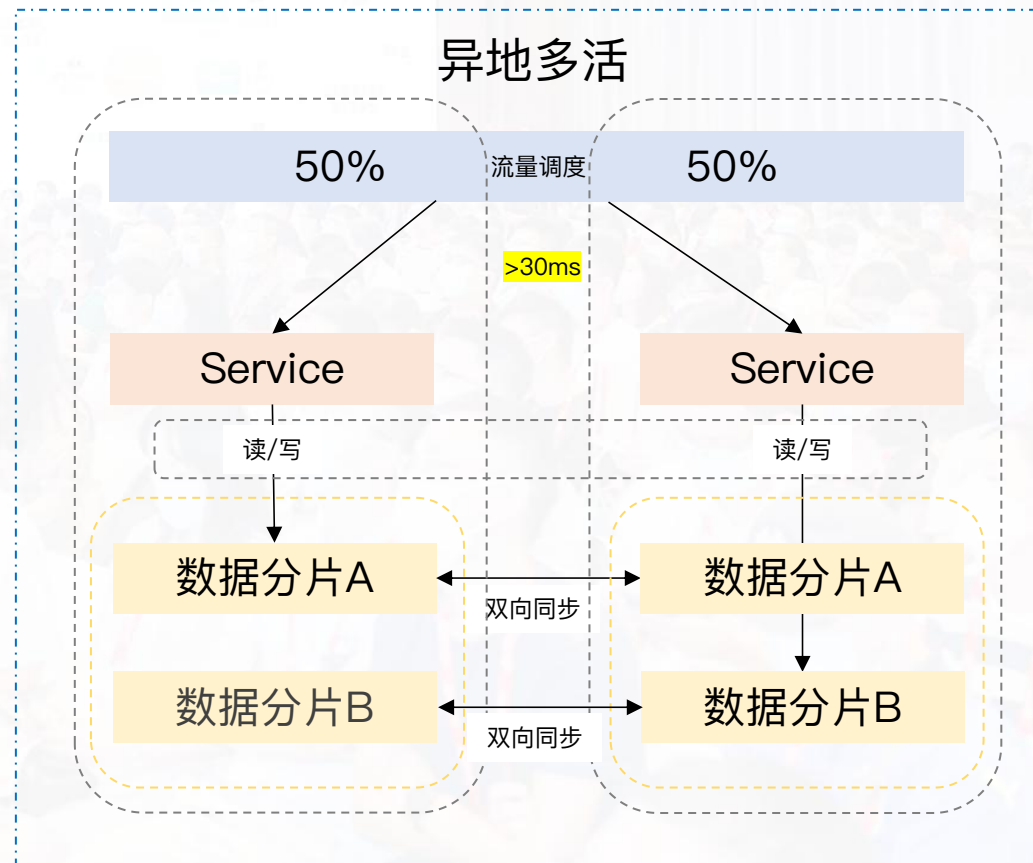 异地多活
50% 流量调度 50%
>30ms
Service Service
读/写 读/写
数据分片A 数据分片A
双向同步
数据分片B 数据分片B
双向同步